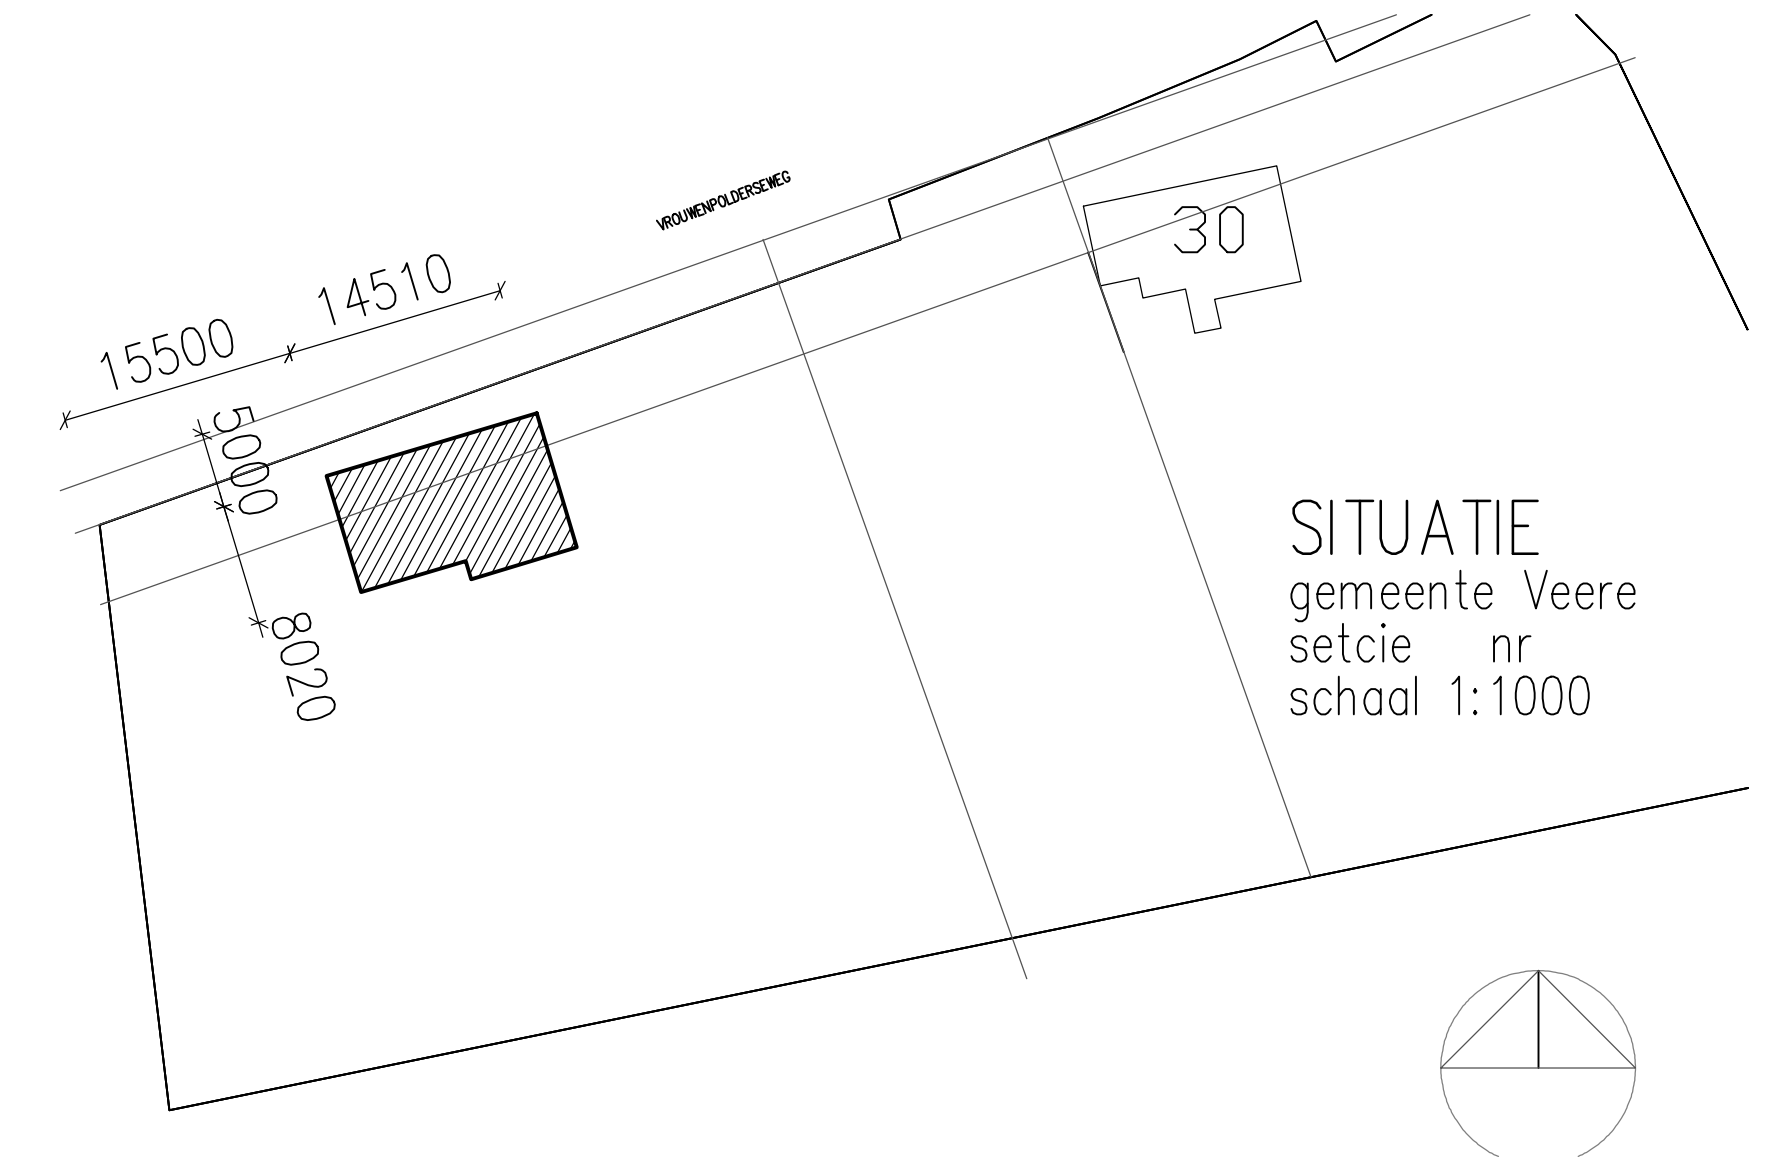 VROUWENPOLDERSEWEG
14510
15500
30
5000
8020
SITUATIE
gemeente Veere
setcie nr
schaal 1:1000